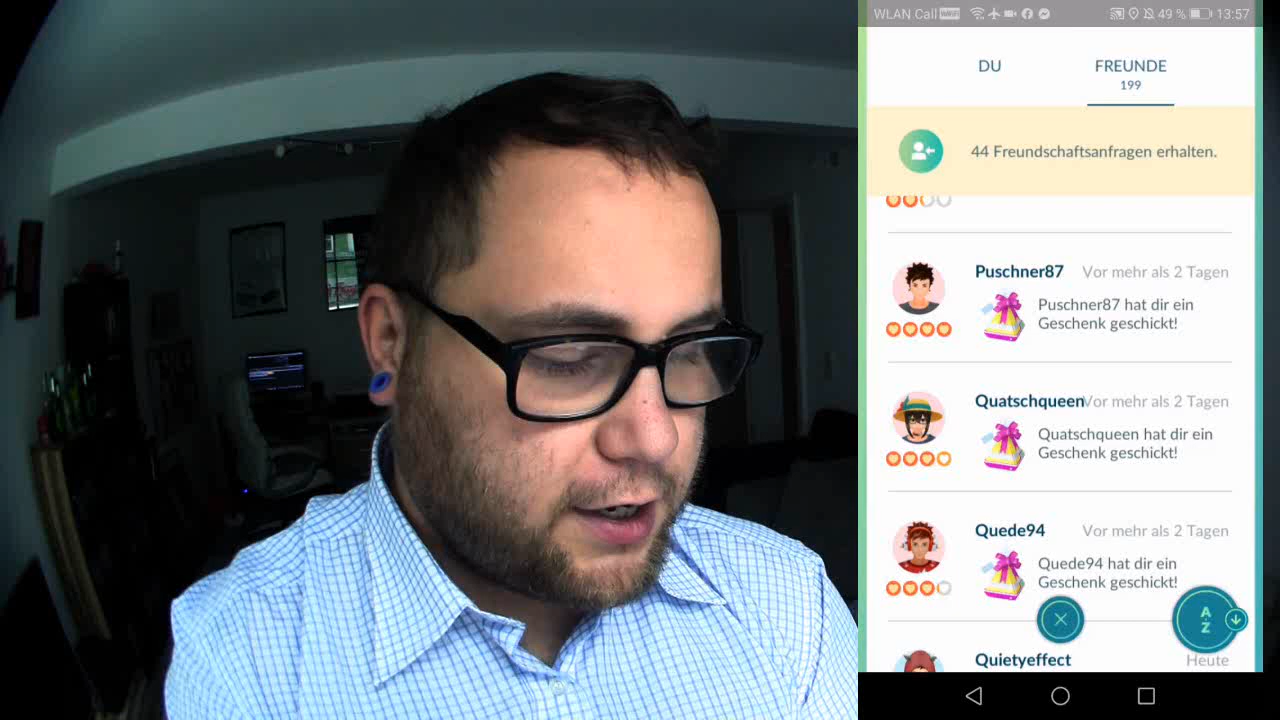 WLAN Call
49 %
13:57
DU
FREUNDE
199
44 Freundschaftsanfragen erhalten.
Puschner87
Vor mehr als 2 Tagen
Puschner87 hat dir ein
Geschenk geschickt!
Quatschqueen
Vor mehr als 2 Tagen
Quatschqueen hat dir ein
Geschenk geschickt!
Quede94
Vor mehr als 2 Tagen
Quede94 hat dir ein
Geschenk geschickt!
A
Z
Quietyeffect
Heute